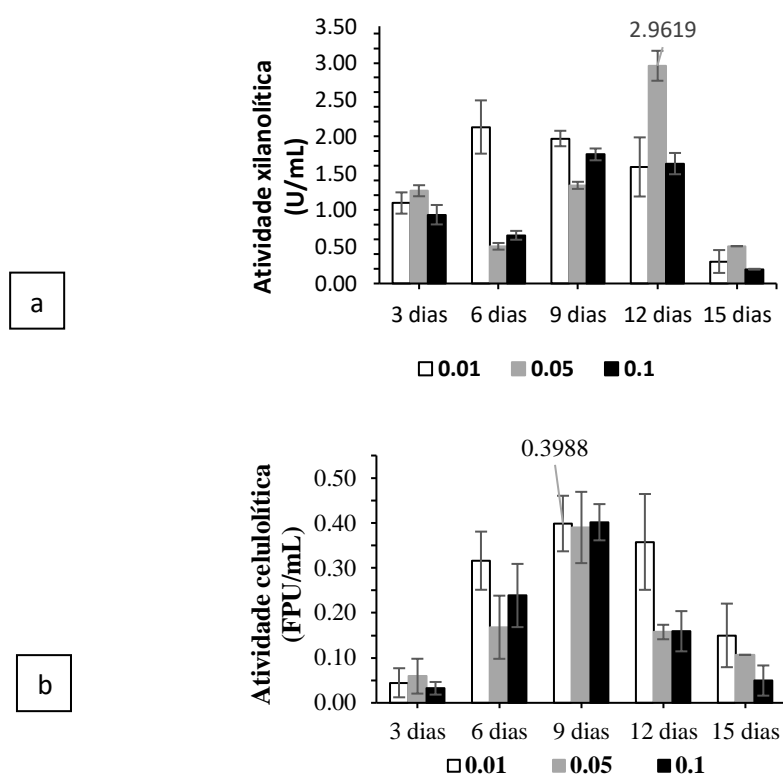 2.9619
Atividade xilanolítica
(U/mL)
3.50
3.00
2.50
2.00
1.50
1.00
0.50
0.00
3 dias 6 dias 9 dias 12 dias 15 dias
0.01 0.05 0.1
a
0.3988
Atividade celulolítica
(FPU/mL)
0.50
0.40
0.30
0.20
0.10
0.00
3 dias 6 dias 9 dias 12 dias 15 dias
0.01 0.05 0.1
b